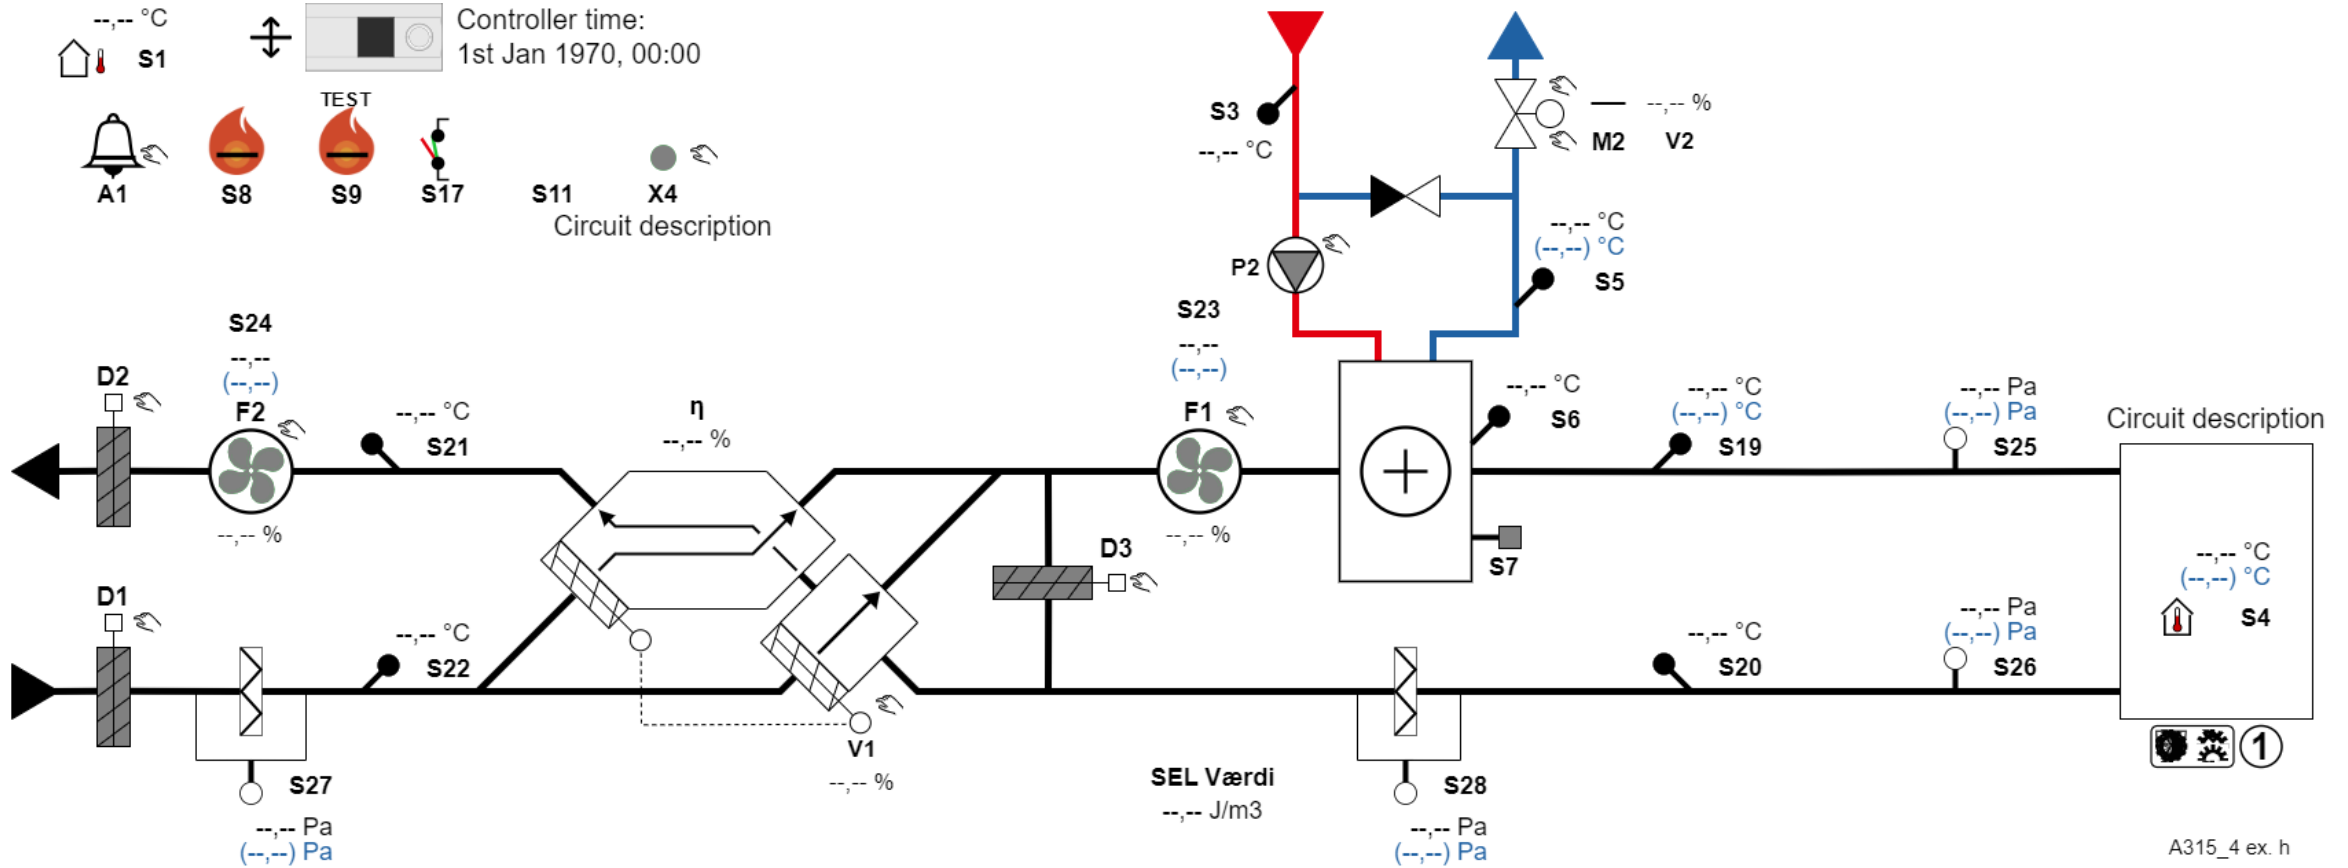 --,-- °C
S1
Controller time:
1st Jan 1970, 00:00
TEST
A1
S8
S9
S17
S11
X4
Circuit description
S3
--,-- °C
--,-- %
M2
V2
--,-- °C
(--,--) °C
S5
P2
S24
--,--
(--,--)
F2
--,-- %
D2
--,-- °C
S21
η
--,-- %
S23
--,--
(--,--)
F1
--,-- %
--,-- °C
S6
S7
--,-- °C
(--,--) °C
S19
--,-- Pa
(--,--) Pa
S25
Circuit description
--,-- °C
(--,--) °C
S4
1
D1
--,-- °C
S22
D3
--,-- °C
S20
--,-- Pa
(--,--) Pa
S26
V1
--,-- %
S27
--,-- Pa
(--,--) Pa
SEL Værdi
--,-- J/m3
S28
--,-- Pa
(--,--) Pa
A315_4 ex. h